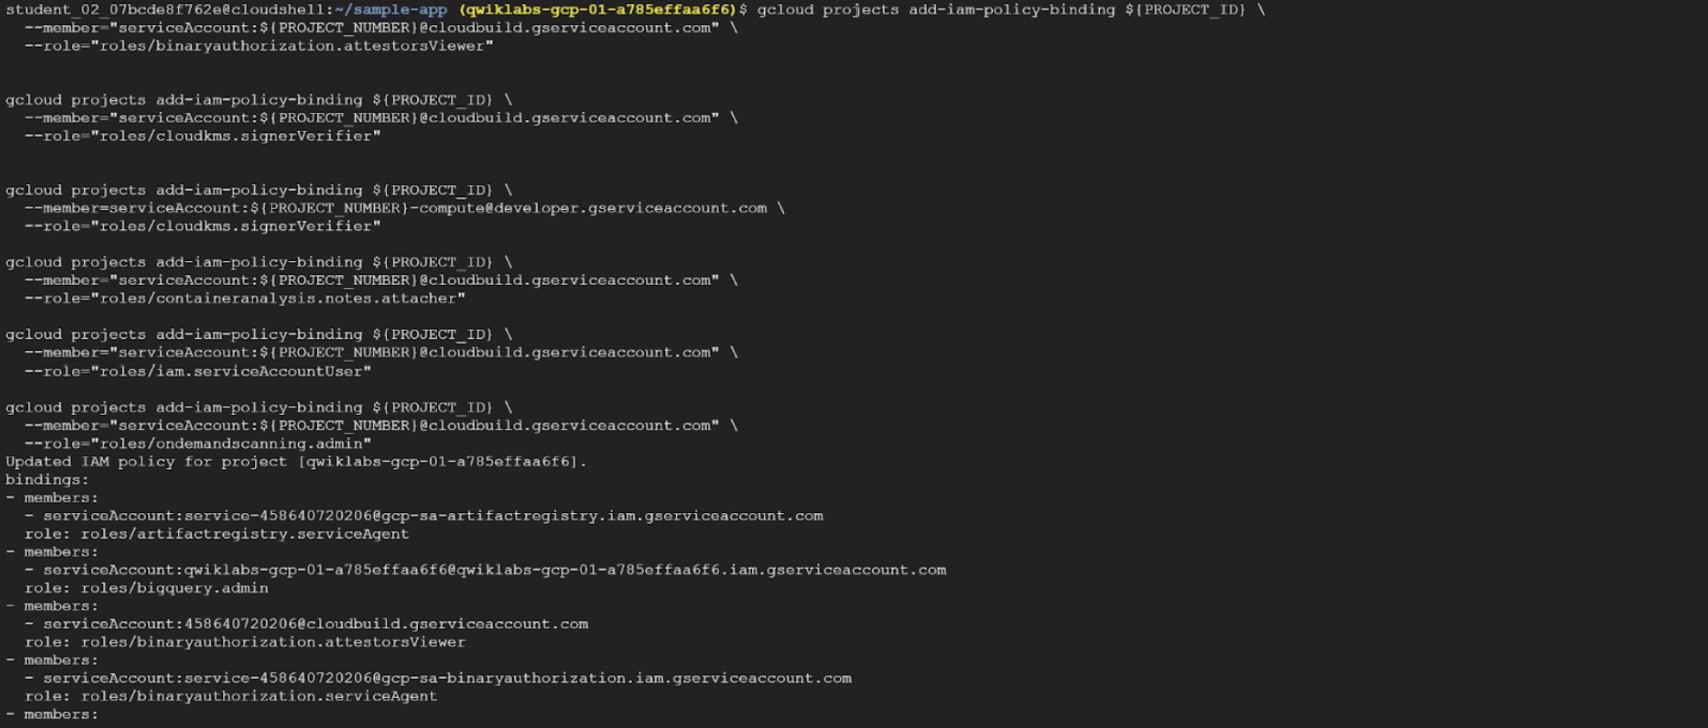 student_02_07bcde8f762e@cloudshell:~/sample-app (qwiklabs-gcp-01-a785effaa6f6)$ gcloud projects add-iam-policy-binding ${PROJECT_ID} \
--member="serviceAccount:${PROJECT_NUMBER}@cloudbuild.gserviceaccount.com" \
--role="roles/binaryauthorization.attestorsViewer"
gcloud projects add-iam-policy-binding ${PROJECT_ID} \
--member="serviceAccount:${PROJECT_NUMBER}@cloudbuild.gserviceaccount.com" \
--role="roles/cloudkms.signerVerifier"
gcloud projects add-iam-policy-binding ${PROJECT_ID} \
--member=serviceAccount:${PROJECT_NUMBER}-compute@developer.gserviceaccount.com \
--role="roles/cloudkms.signerVerifier"
gcloud projects add-iam-policy-binding ${PROJECT_ID} \
--member="serviceAccount:${PROJECT_NUMBER}@cloudbuild.gserviceaccount.com" \
--role="roles/containeranalysis.notes.attacher"
gcloud projects add-iam-policy-binding ${PROJECT_ID} \
--member="serviceAccount:${PROJECT_NUMBER}@cloudbuild.gserviceaccount.com" \
--role="roles/iam.serviceAccountUser"
gcloud projects add-iam-policy-binding ${PROJECT_ID} \
--member="serviceAccount:${PROJECT_NUMBER}@cloudbuild.gserviceaccount.com" \
--role="roles/ondemandscanning.admin"
Updated IAM policy for project [qwiklabs-gcp-01-a785effaa6f6].
bindings:
- members:
- serviceAccount:service-458640720206@gcp-sa-artifactregistry.iam.gserviceaccount.com
role: roles/artifactregistry.serviceAgent
- members:
- serviceAccount:qwiklabs-gcp-01-a785effaa6f6@qwiklabs-gcp-01-a785effaa6f6.iam.gserviceaccount.com
role: roles/bigquery.admin
- members:
- serviceAccount:458640720206@cloudbuild.gserviceaccount.com
role: roles/binaryauthorization.attestorsViewer
- members:
- serviceAccount:service-458640720206@gcp-sa-binaryauthorization.iam.gserviceaccount.com
role: roles/binaryauthorization.serviceAgent
- members: